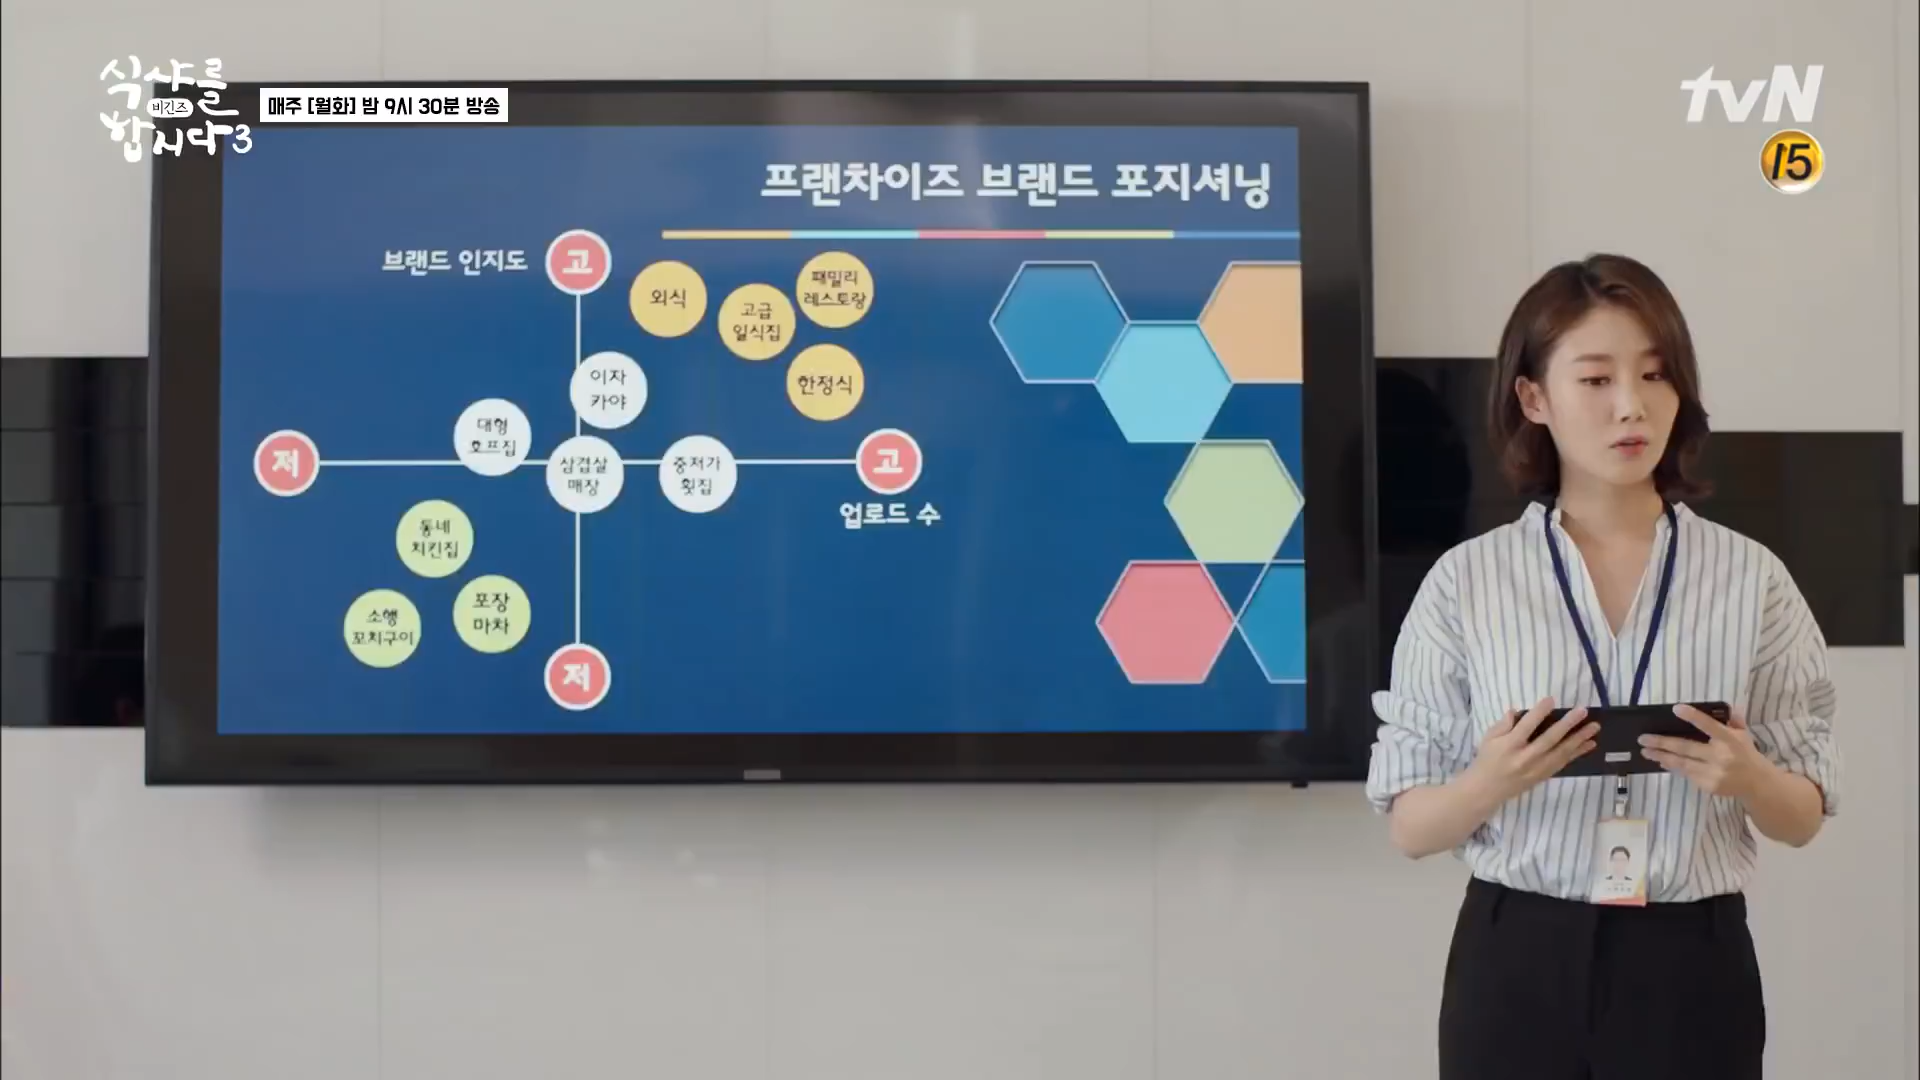 식샤를
비긴즈
합시다3
매주 [월화] 밤 9시 30분 방송
tvN
15
프랜차이즈 브랜드 포지셔닝
브랜드 인지도
고
외식
고급
일식집
패밀리
레스토랑
한정식
이자
카야
대형
호프집
저
삼겹살
매장
중저가
횟집
고
업로드 수
동네
치킨집
소행
꼬치구이
포장
마차
저